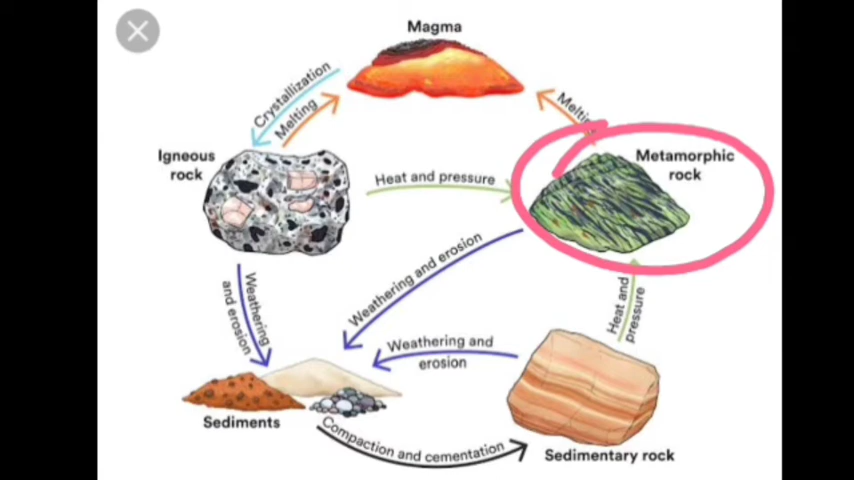 Magma
Crystallization
Melting
Melting
Igneous
rock
Heat and pressure
Metamorphic
rock
Weathering
and erosion
Weathering and erosion
Weathering and
erosion
Heat and
pressure
Sediments
Compaction and cementation
Sedimentary rock